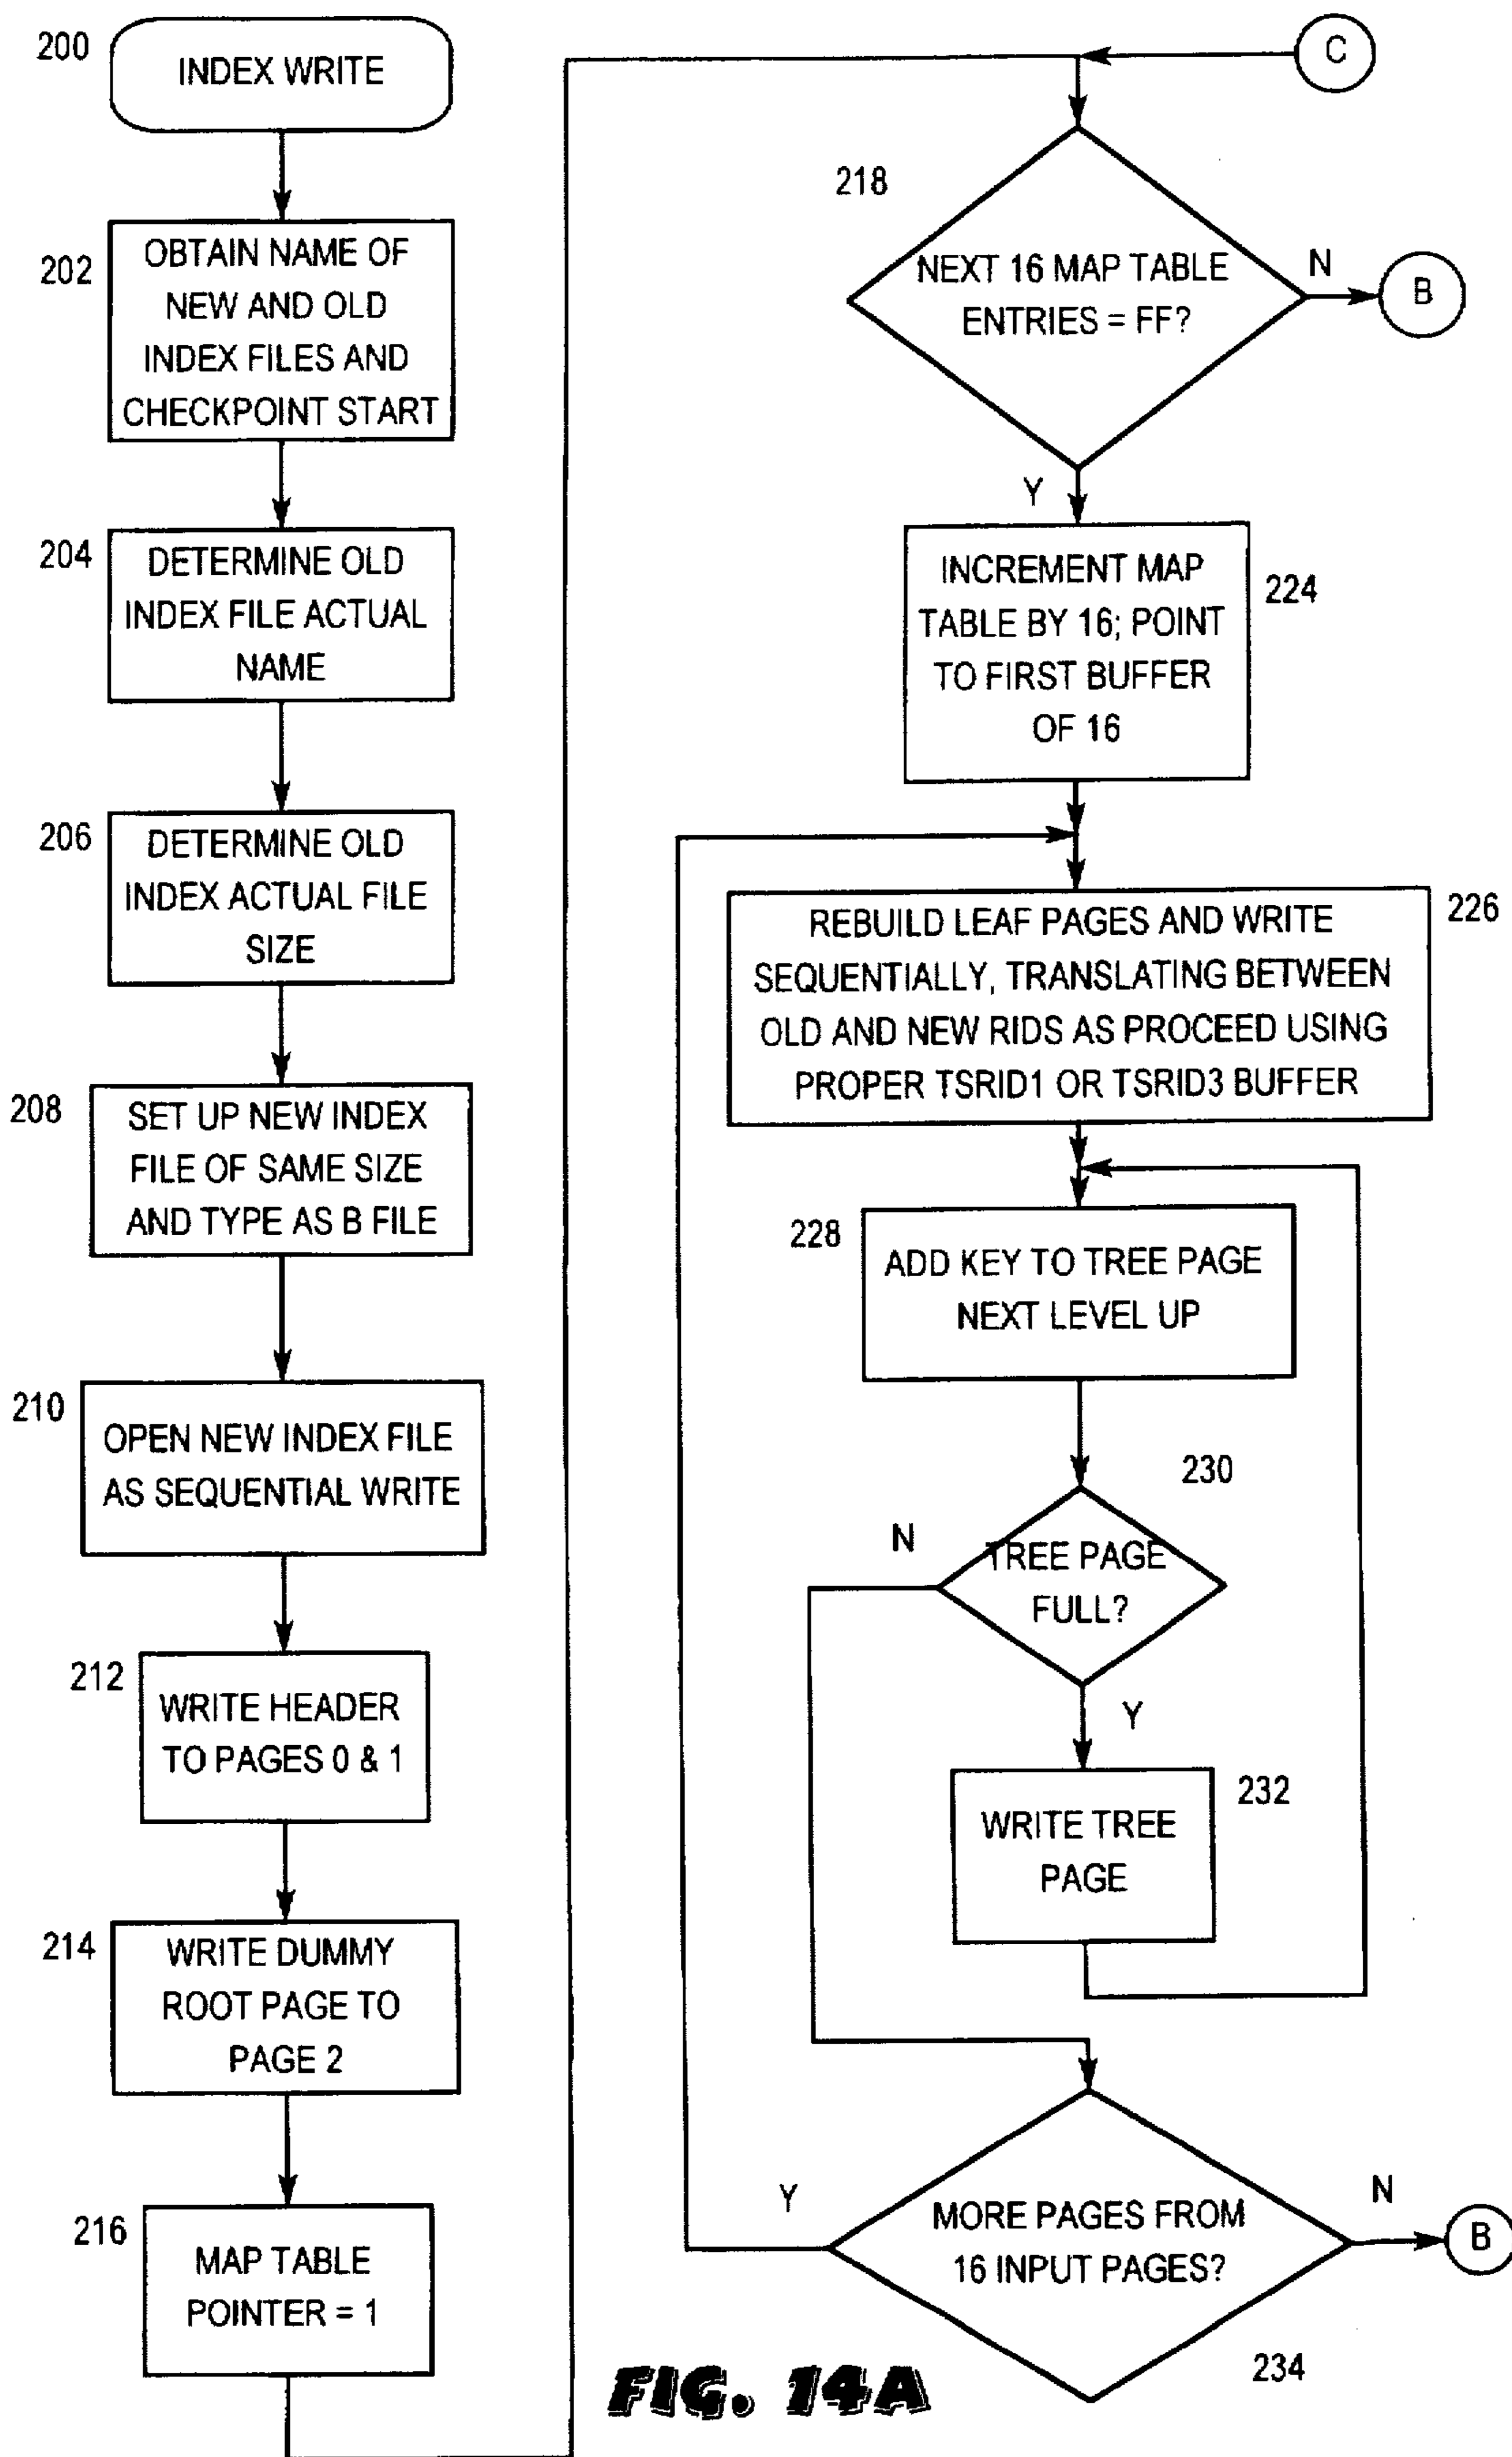 200
INDEX WRITE
202
OBTAIN NAME OF
NEW AND OLD
INDEX FILES AND
CHECKPOINT START
204
DETERMINE OLD
INDEX FILE ACTUAL
NAME
206
DETERMINE OLD
INDEX ACTUAL FILE
SIZE
208
SET UP NEW INDEX
FILE OF SAME SIZE
AND TYPE AS B FILE
210
OPEN NEW INDEX FILE
AS SEQUENTIAL WRITE
212
WRITE HEADER
TO PAGES 0 & 1
214
WRITE DUMMY
ROOT PAGE TO
PAGE 2
216
MAP TABLE
POINTER = 1
C
218
NEXT 16 MAP TABLE
ENTRIES = FF?
N
B
Y
INCREMENT MAP
TABLE BY 16; POINT
TO FIRST BUFFER
OF 16
224
REBUILD LEAF PAGES AND WRITE
SEQUENTIALLY, TRANSLATING BETWEEN
OLD AND NEW RIDS AS PROCEED USING
PROPER TSRID1 OR TSRID3 BUFFER
226
228
ADD KEY TO TREE PAGE
NEXT LEVEL UP
230
N
TREE PAGE
FULL?
Y
WRITE TREE
PAGE
232
Y
MORE PAGES FROM
16 INPUT PAGES?
N
B
234
FIG. 14A